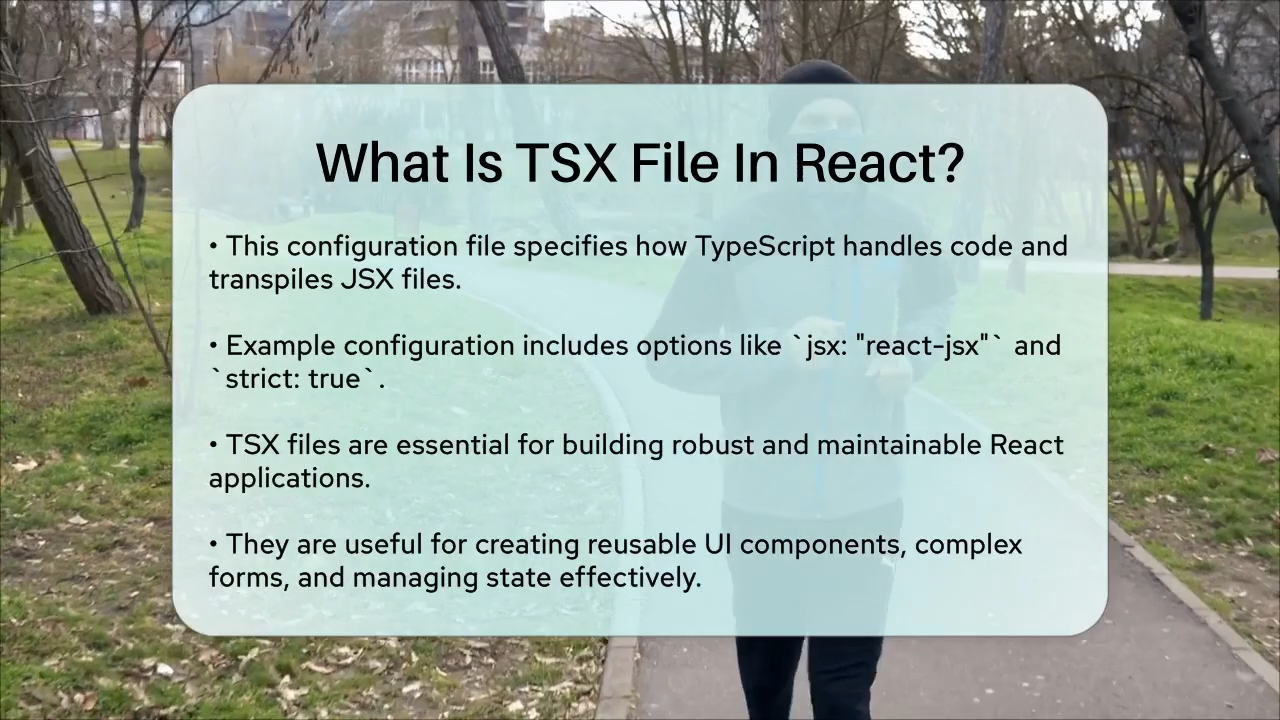 What Is TSX File In React?
• This configuration file specifies how TypeScript handles code and
transpiles JSX files.
• Example configuration includes options like `jsx: "react-jsx"` and
`strict: true`.
• TSX files are essential for building robust and maintainable React
applications.
• They are useful for creating reusable UI components, complex
forms, and managing state effectively.